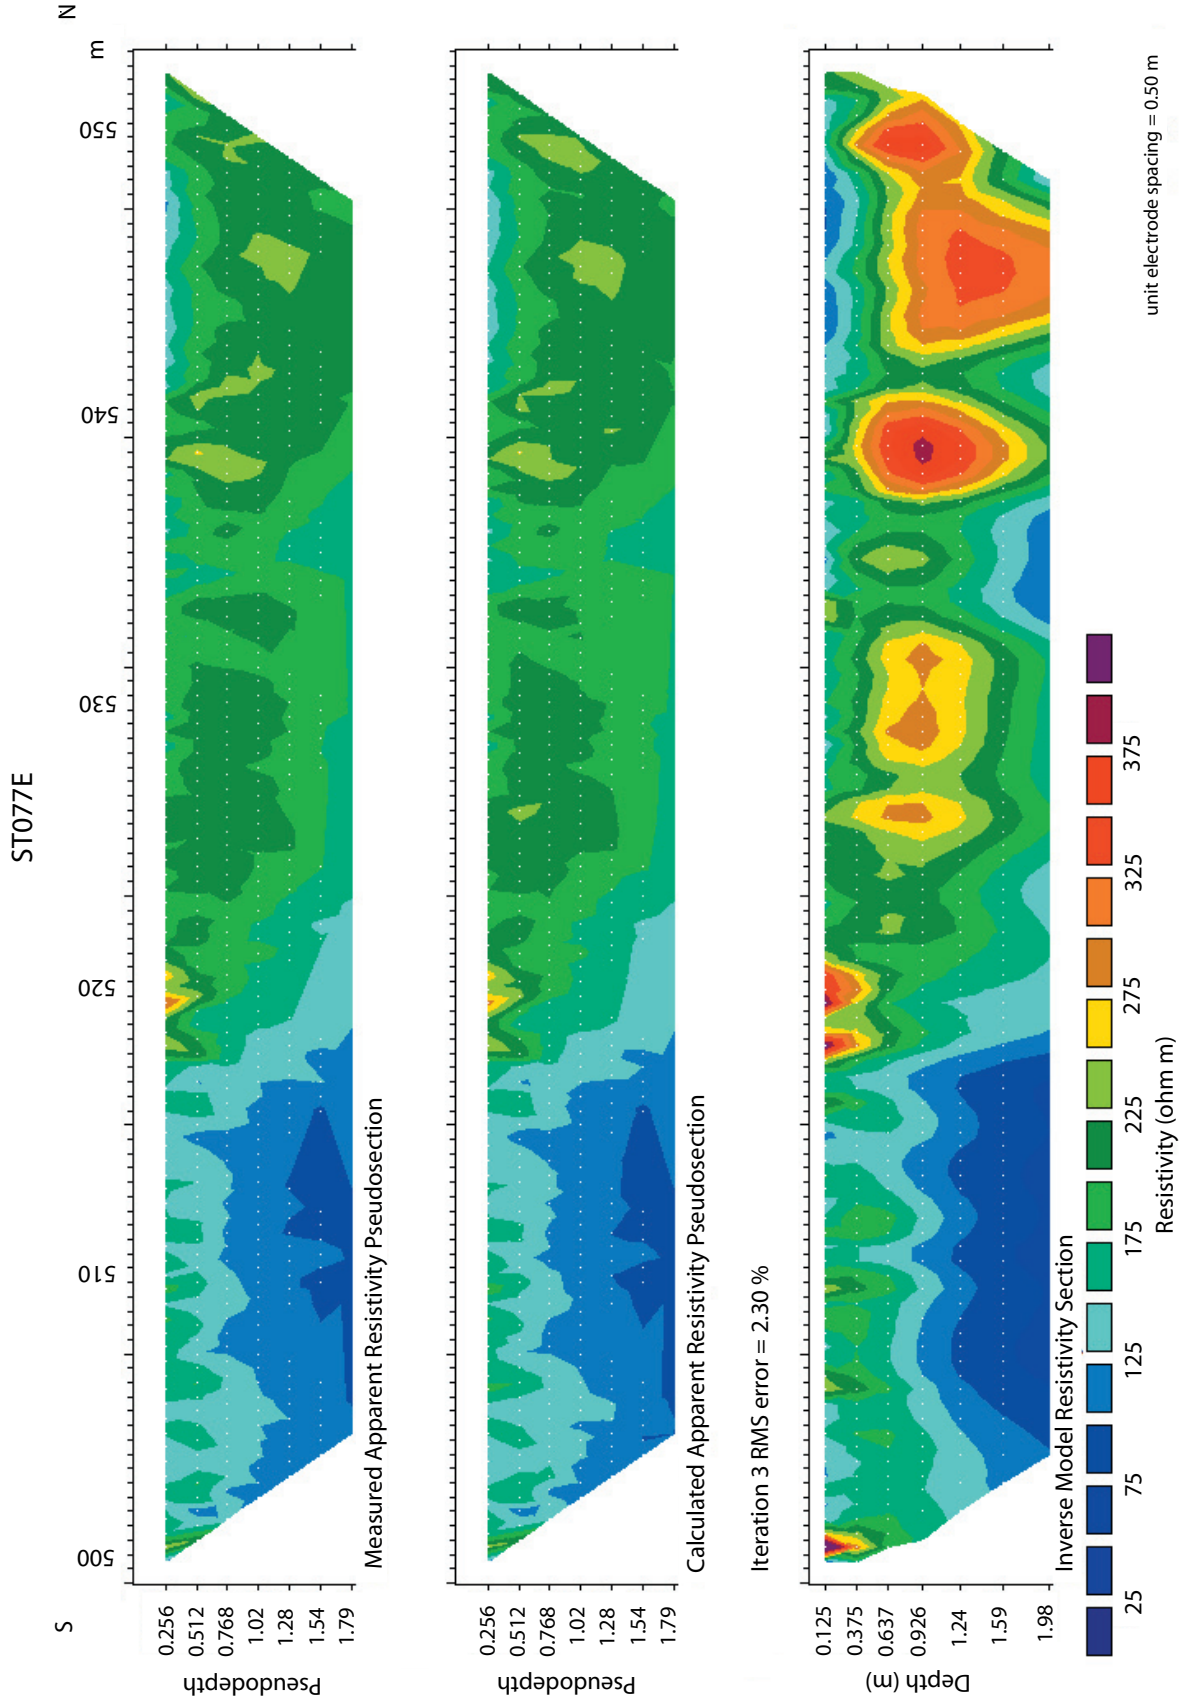 ST077E
S
N
500
510
520
530
540
550
m
Pseudodepth
0.256
0.512
0.768
1.02
1.28
1.54
1.79
Measured Apparent Resistivity Pseudosection
Pseudodepth
0.256
0.512
0.768
1.02
1.28
1.54
1.79
Calculated Apparent Resistivity Pseudosection
Iteration 3 RMS error = 2.30 %
Depth (m)
0.125
0.375
0.637
0.926
1.24
1.59
1.98
Inverse Model Resistivity Section
25
75
125
175
225
275
325
375
Resistivity (ohm m)
unit electrode spacing = 0.50 m